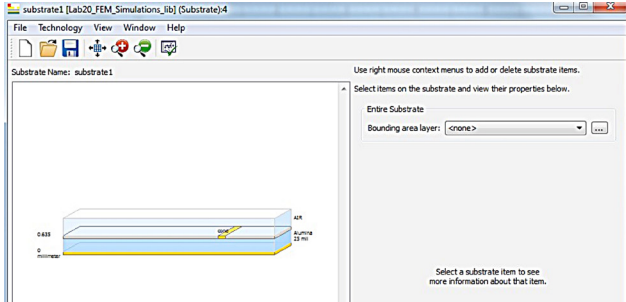 substrate1 [Lab20_FEM_Simulations_lib] (Substrate):4
File Technology View Window Help
Substrate Name: substrate1
Use right mouse context menus to add or delete substrate items.
Select items on the substrate and view their properties below.
Entire Substrate
Bounding area layer: <none>
...
AIR
0.635
cond
Alumina
25 mil
0
millimeter
Select a substrate item to see
more information about that item.